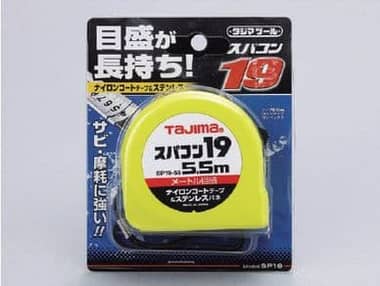 目盛が
長持ち!
タジマツール
スパコン
19
ナイロンコートテープ&ステンレス
サビ・摩耗に強い!!
TAJIMa
スパコン19
SP19-55
5.5m
メートル目盛
ナイロンコートテープ
&ステンレスバネ
SP19